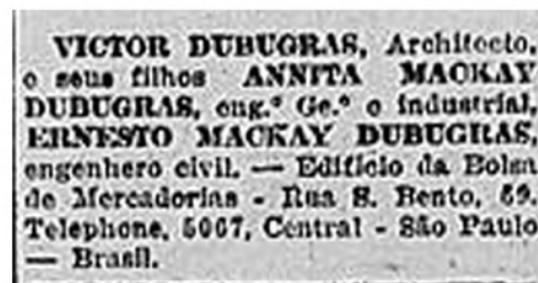 VICTOR DUBUGRAS, Architecto,
e seus filhos ANNITA MACKAY
DUBUGRAS, eng.ª Ge.ª e industrial,
ERNESTO MACKAY DUBUGRAS,
engenhero civil. — Edificio da Bolsa
de Mercadorias - Rua S. Bento, 59.
Telephone, 5067, Central - São Paulo
— Brasil.